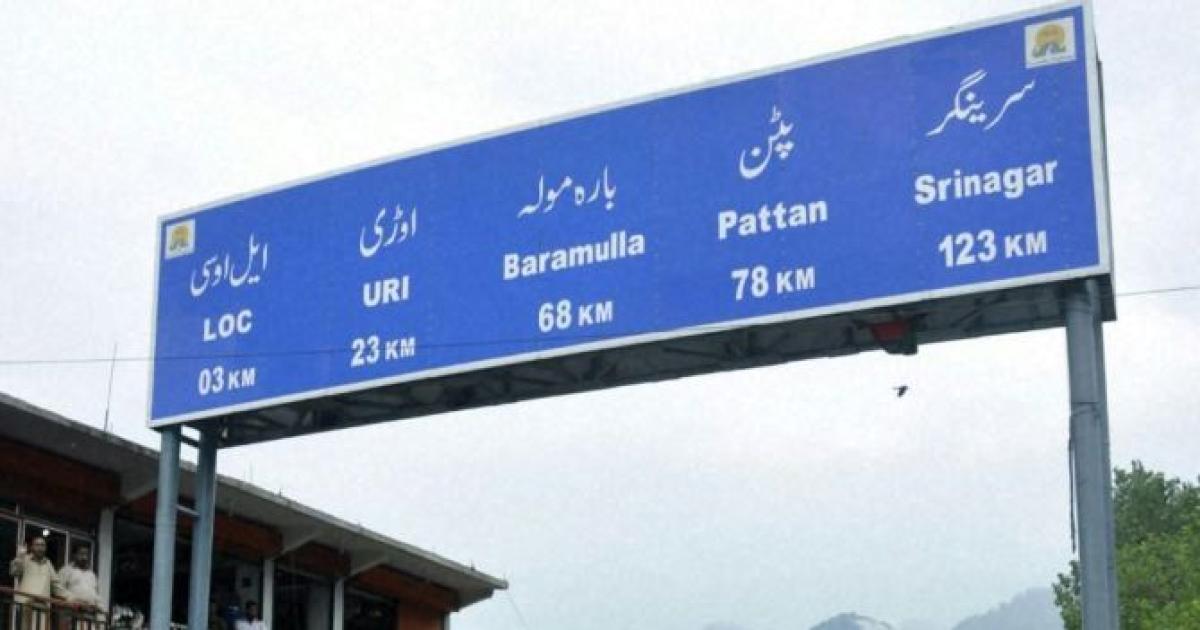 ایل او سی
LOC
03 KM
اوڑی
URI
23 KM
بارہ مولہ
Baramulla
68 KM
پٹن
Pattan
78 KM
سرینگر
Srinagar
123 KM